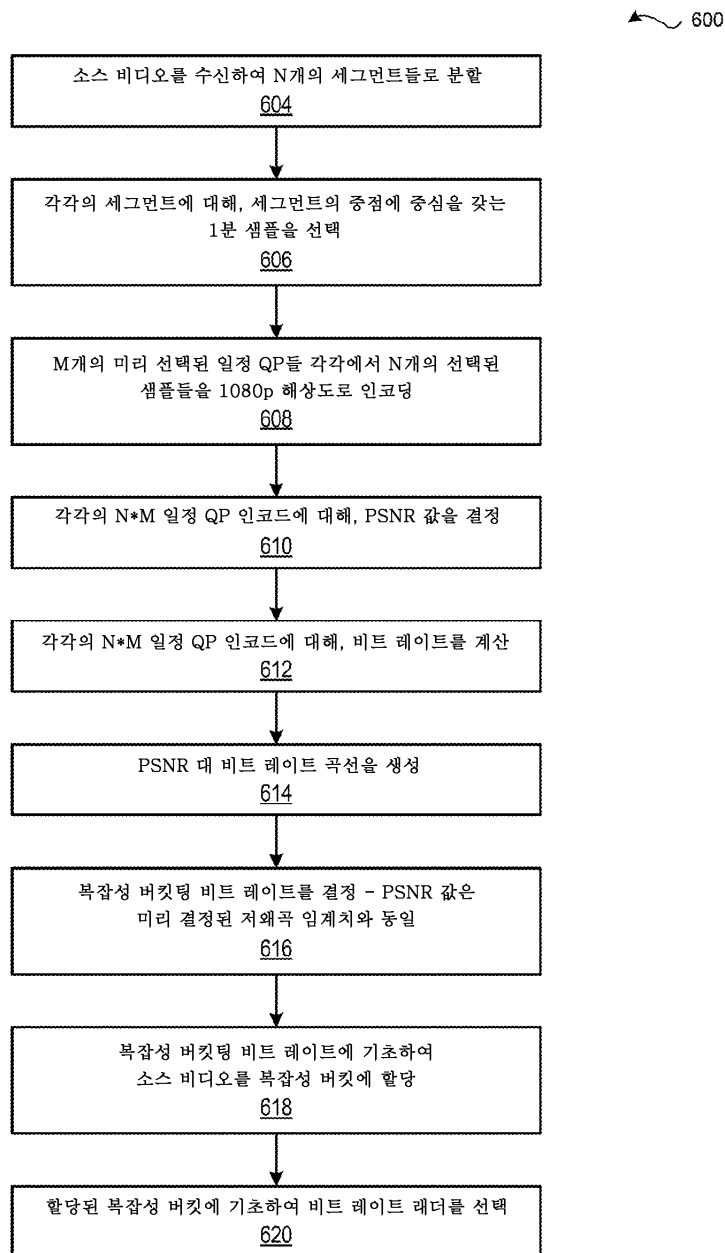 600
소스 비디오를 수신하여 N개의 세그먼트들로 분할
604
각각의 세그먼트에 대해, 세그먼트의 중점에 중심을 갖는
1분 샘플을 선택
606
M개의 미리 선택된 일정 QP들 각각에서 N개의 선택된
샘플들을 1080p 해상도로 인코딩
608
각각의 N*M 일정 QP 인코드에 대해, PSNR 값을 결정
610
각각의 N*M 일정 QP 인코드에 대해, 비트 레이트를 계산
612
PSNR 대 비트 레이트 곡선을 생성
614
복잡성 버킷팅 비트 레이트를 결정 – PSNR 값은
미리 결정된 저왜곡 임계치와 동일
616
복잡성 버킷팅 비트 레이트에 기초하여
소스 비디오를 복잡성 버킷에 할당
618
할당된 복잡성 버킷에 기초하여 비트 레이트 래더를 선택
620